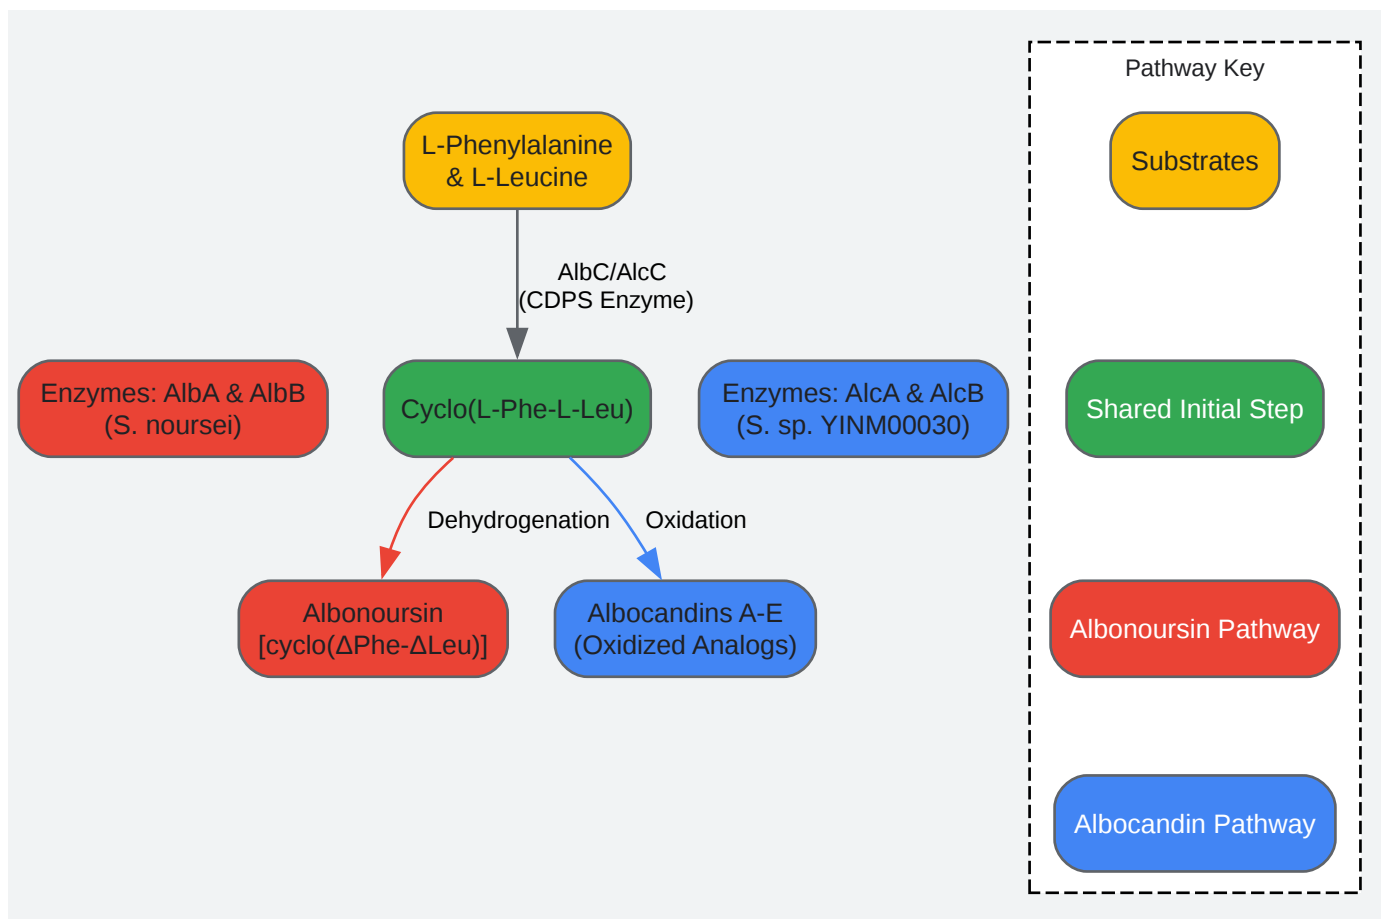 Pathway Key
L-Phenylalanine
& L-Leucine
Substrates
AlbC/AlcC
(CDPS Enzyme)
Enzymes: AlbA & AlbB
(S. noursei)
Cyclo(L-Phe-L-Leu)
Enzymes: AlcA & AlcB
(S. sp. YINM00030)
Shared Initial Step
Dehydrogenation
Oxidation
Albonoursin
[cyclo(ΔPhe-ΔLeu)]
Albocandins A-E
(Oxidized Analogs)
Albonoursin Pathway
Albocandin Pathway